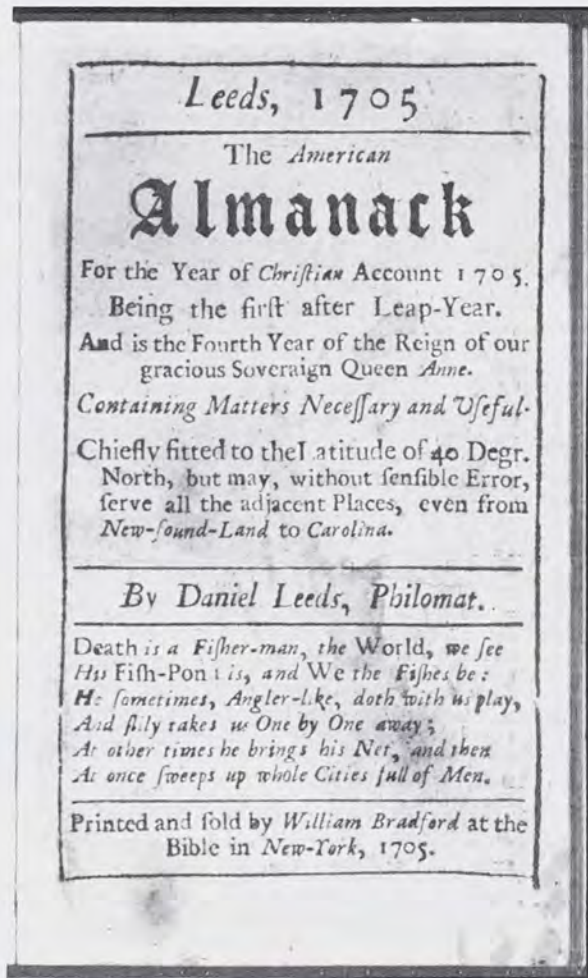 Leeds, 1705
The American
Almanack
For the Year of Chriſtian Account 1705.
Being the firſt after Leap-Year.
And is the Fourth Year of the Reign of our
gracious Soveraign Queen Anne.
Containing Matters Neceſſary and Uſeful.
Chiefly fitted to the Latitude of 40 Degr.
North, but may, without ſenſible Error,
ſerve all the adjacent Places, even from
New-found-Land to Carolina.
By Daniel Leeds, Philomat.
Death is a Fiſher-man, the World, we ſee
His Fiſh-Pond is, and We the Fiſhes be:
He ſometimes, Angler-like, doth with us play,
And ſlily takes us One by One away;
At other times he brings his Net, and then
At once ſweeps up whole Cities full of Men.
Printed and ſold by William Bradford at the
Bible in New-York, 1705.